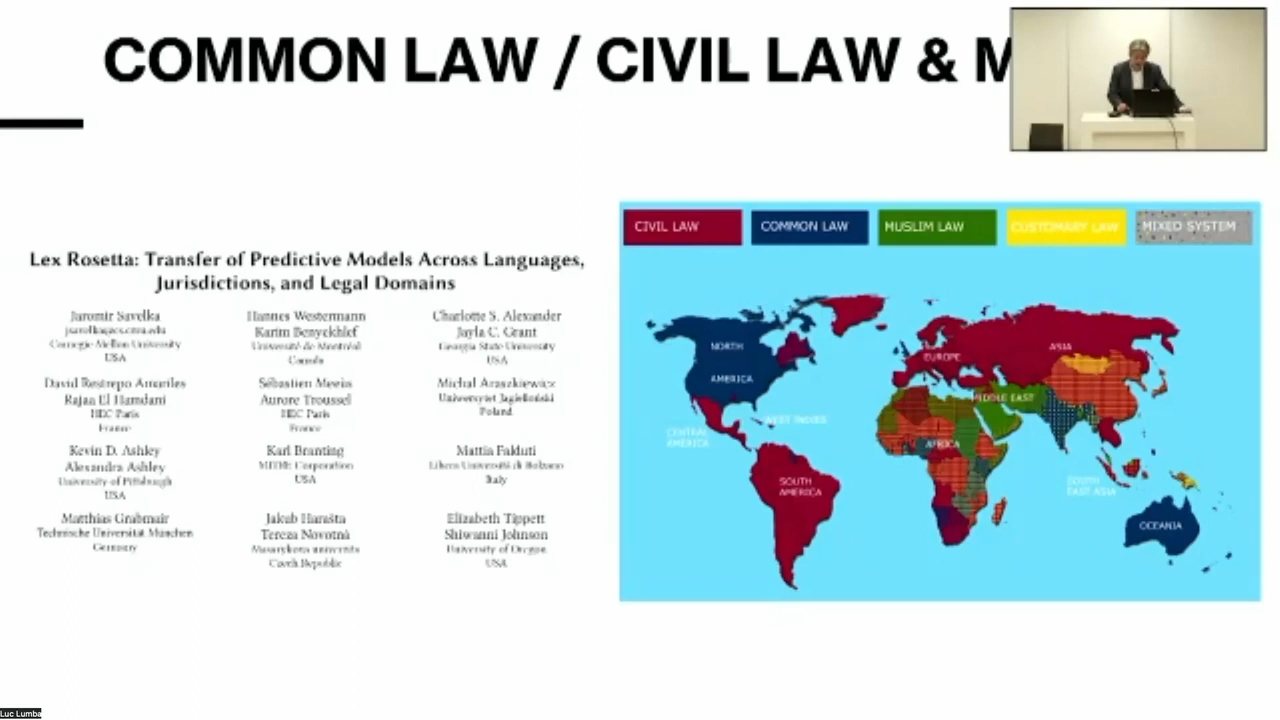 COMMON LAW / CIVIL LAW & M
Lex Rosetta: Transfer of Predictive Models Across Languages,
Jurisdictions, and Legal Domains
Jaromir Savelka
jsavelka@cs.cmu.edu
Carnegie Mellon University
USA
Hannes Westermann
Karim Benyekhlef
Université de Montréal
Canada
Charlotte S. Alexander
Jayla C. Grant
Georgia State University
USA
David Restrepo Amariles
Rajaa El Hamdani
HEC Paris
France
Sébastien Meeùs
Aurore Troussel
HEC Paris
France
Michał Araszkiewicz
Uniwersytet Jagielloński
Poland
Kevin D. Ashley
Alexandra Ashley
University of Pittsburgh
USA
Karl Branting
MITRE Corporation
USA
Mattia Falduti
Libera Università di Bolzano
Italy
Matthias Grabmair
Technische Universität München
Germany
Jakub Harašta
Tereza Novotná
Masarykova univerzita
Czech Republic
Elizabeth Tippett
Shiwanni Johnson
University of Oregon
USA
CIVIL LAW
COMMON LAW
MUSLIM LAW
CUSTOMARY LAW
MIXED SYSTEM
NORTH
AMERICA
EUROPE
ASIA
MIDDLE EAST
WEST INDIES
CENTRAL
AMERICA
AFRICA
SOUTH
AMERICA
SOUTH
EAST ASIA
OCEANIA
Luc Lumba